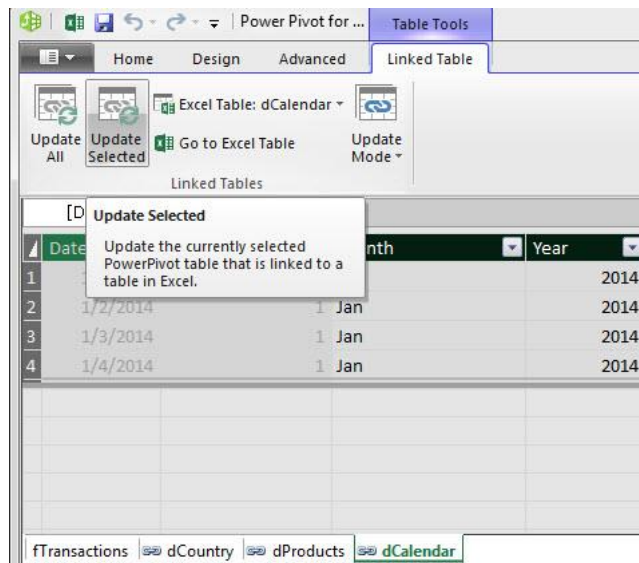 Power Pivot for ... Table Tools
Home Design Advanced Linked Table
Update All
Update Selected
Excel Table: dCalendar
Go to Excel Table
Update Mode
Linked Tables
[D
Update Selected
Update the currently selected
PowerPivot table that is linked to a
table in Excel.
Date nth Year
1 2014
2 1/2/2014 1 Jan 2014
3 1/3/2014 1 Jan 2014
4 1/4/2014 1 Jan 2014
fTransactions dCountry dProducts dCalendar